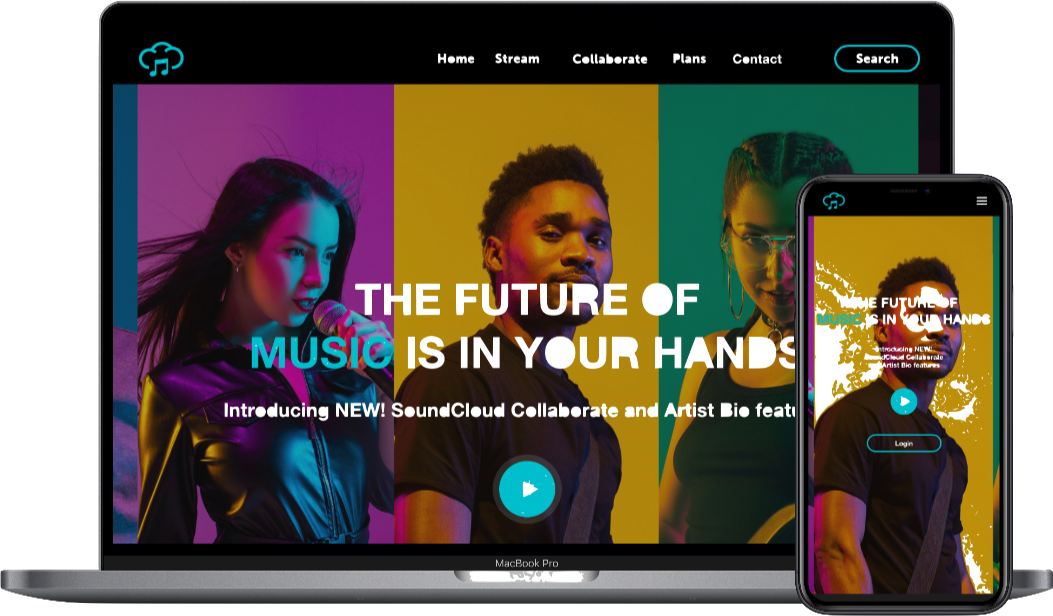 Home Stream Collaborate Plans Contact Search
THE FUTURE OF
MUSIC IS IN YOUR HANDS
Introducing NEW! SoundCloud Collaborate and Artist Bio
MacBook Pro
THE FUTURE OF
MUSIC IS IN YOUR HANDS
Introducing NEW!
SoundCloud Collaborate
and Artist Bio features
Login